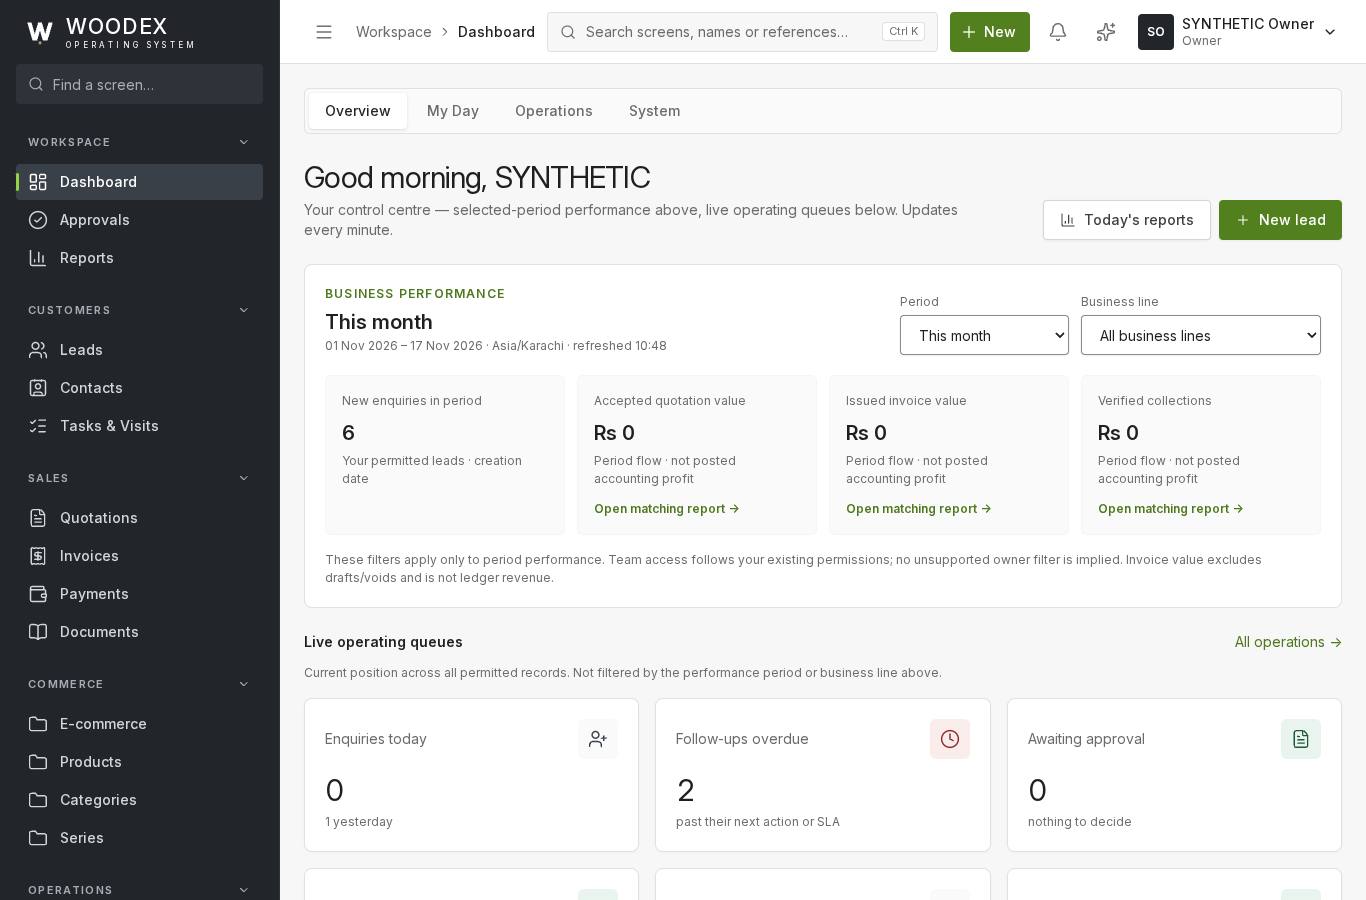 WOODEX
OPERATING SYSTEM
Find a screen...
WORKSPACE
Dashboard
Approvals
Reports
CUSTOMERS
Leads
Contacts
Tasks & Visits
SALES
Quotations
Invoices
Payments
Documents
COMMERCE
E-commerce
Products
Categories
Series
OPERATIONS
Workspace > Dashboard
Search screens, names or references...
Ctrl K
+ New
SO
SYNTHETIC Owner
Owner
Overview
My Day
Operations
System
Good morning, SYNTHETIC
Your control centre — selected-period performance above, live operating queues below. Updates
every minute.
Today's reports
+ New lead
BUSINESS PERFORMANCE
This month
01 Nov 2026 – 17 Nov 2026 · Asia/Karachi · refreshed 10:48
Period
This month
Business line
All business lines
New enquiries in period
6
Your permitted leads · creation
date
Accepted quotation value
Rs 0
Period flow · not posted
accounting profit
Open matching report →
Issued invoice value
Rs 0
Period flow · not posted
accounting profit
Open matching report →
Verified collections
Rs 0
Period flow · not posted
accounting profit
Open matching report →
These filters apply only to period performance. Team access follows your existing permissions; no unsupported owner filter is implied. Invoice value excludes
drafts/voids and is not ledger revenue.
Live operating queues
All operations →
Current position across all permitted records. Not filtered by the performance period or business line above.
Enquiries today
0
1 yesterday
Follow-ups overdue
2
past their next action or SLA
Awaiting approval
0
nothing to decide